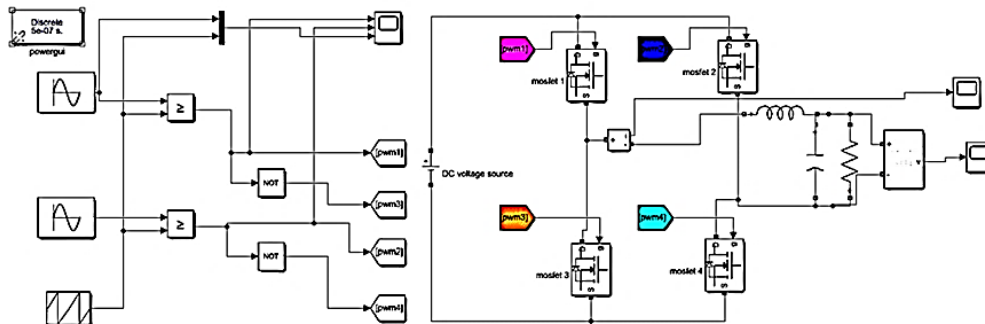 Discrete
5e-07 s.
powergui
≥
[pwm1]
NOT
[pwm3]
≥
[pwm2]
NOT
[pwm4]
[pwm1]
mosfet 1
mosfet 2
DC voltage source
[pwm3]
[pwm4]
mosfet 3
mosfet 4